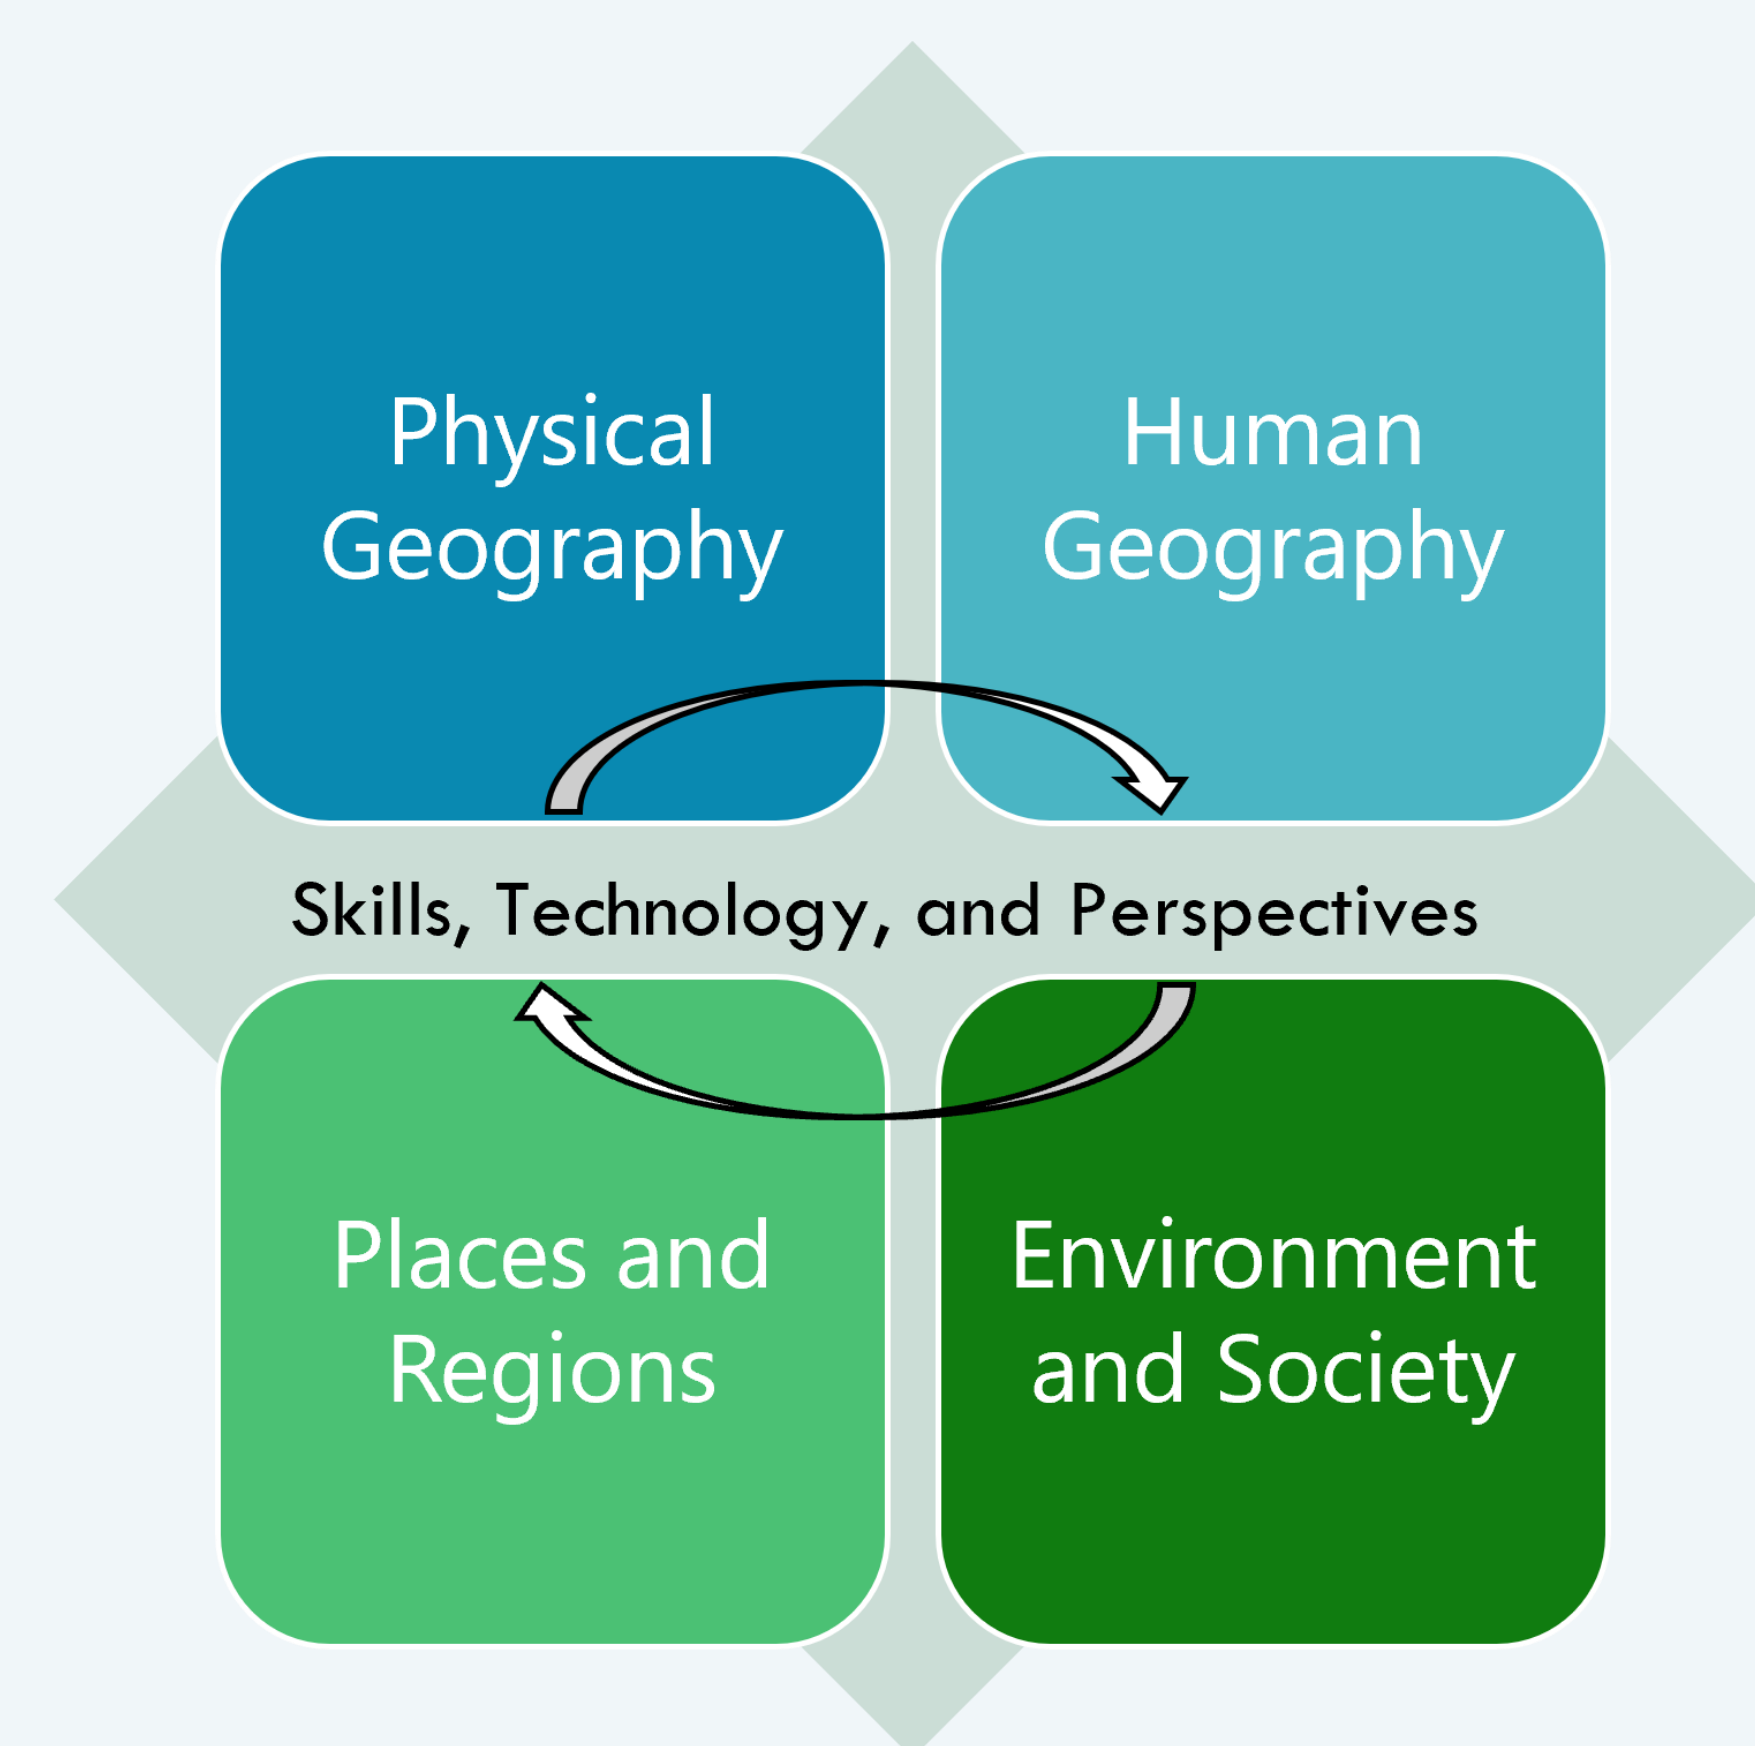 Physical
Geography
Human
Geography
Skills, Technology, and Perspectives
Places and
Regions
Environment
and Society